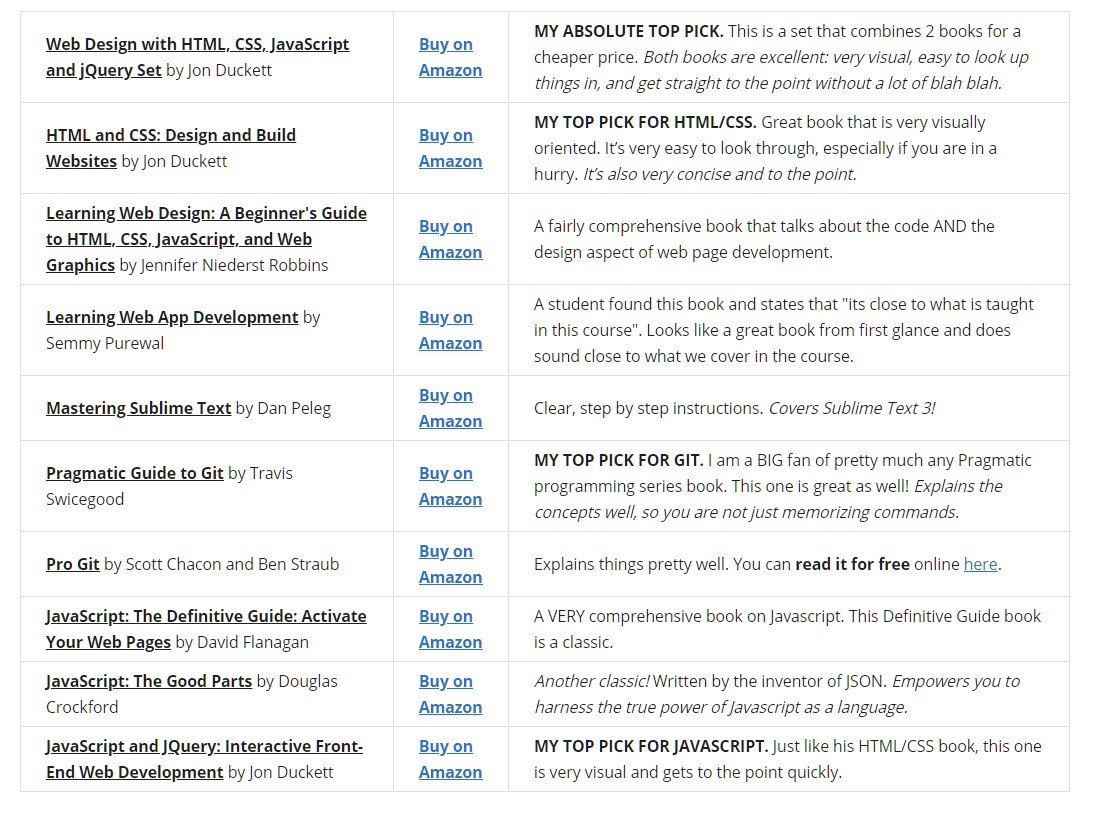 Web Design with HTML, CSS, JavaScript
and jQuery Set by Jon Duckett
Buy on
Amazon
MY ABSOLUTE TOP PICK. This is a set that combines 2 books for a
cheaper price. Both books are excellent: very visual, easy to look up
things in, and get straight to the point without a lot of blah blah.
HTML and CSS: Design and Build
Websites by Jon Duckett
Buy on
Amazon
MY TOP PICK FOR HTML/CSS. Great book that is very visually
oriented. It’s very easy to look through, especially if you are in a
hurry. It’s also very concise and to the point.
Learning Web Design: A Beginner's Guide
to HTML, CSS, JavaScript, and Web
Graphics by Jennifer Niederst Robbins
Buy on
Amazon
A fairly comprehensive book that talks about the code AND the
design aspect of web page development.
Learning Web App Development by
Semmy Purewal
Buy on
Amazon
A student found this book and states that "its close to what is taught
in this course". Looks like a great book from first glance and does
sound close to what we cover in the course.
Mastering Sublime Text by Dan Peleg
Buy on
Amazon
Clear, step by step instructions. Covers Sublime Text 3!
Pragmatic Guide to Git by Travis
Swicegood
Buy on
Amazon
MY TOP PICK FOR GIT. I am a BIG fan of pretty much any Pragmatic
programming series book. This one is great as well! Explains the
concepts well, so you are not just memorizing commands.
Pro Git by Scott Chacon and Ben Straub
Buy on
Amazon
Explains things pretty well. You can read it for free online here.
JavaScript: The Definitive Guide: Activate
Your Web Pages by David Flanagan
Buy on
Amazon
A VERY comprehensive book on Javascript. This Definitive Guide book
is a classic.
JavaScript: The Good Parts by Douglas
Crockford
Buy on
Amazon
Another classic! Written by the inventor of JSON. Empowers you to
harness the true power of Javascript as a language.
JavaScript and JQuery: Interactive Front-
End Web Development by Jon Duckett
Buy on
Amazon
MY TOP PICK FOR JAVASCRIPT. Just like his HTML/CSS book, this one
is very visual and gets to the point quickly.